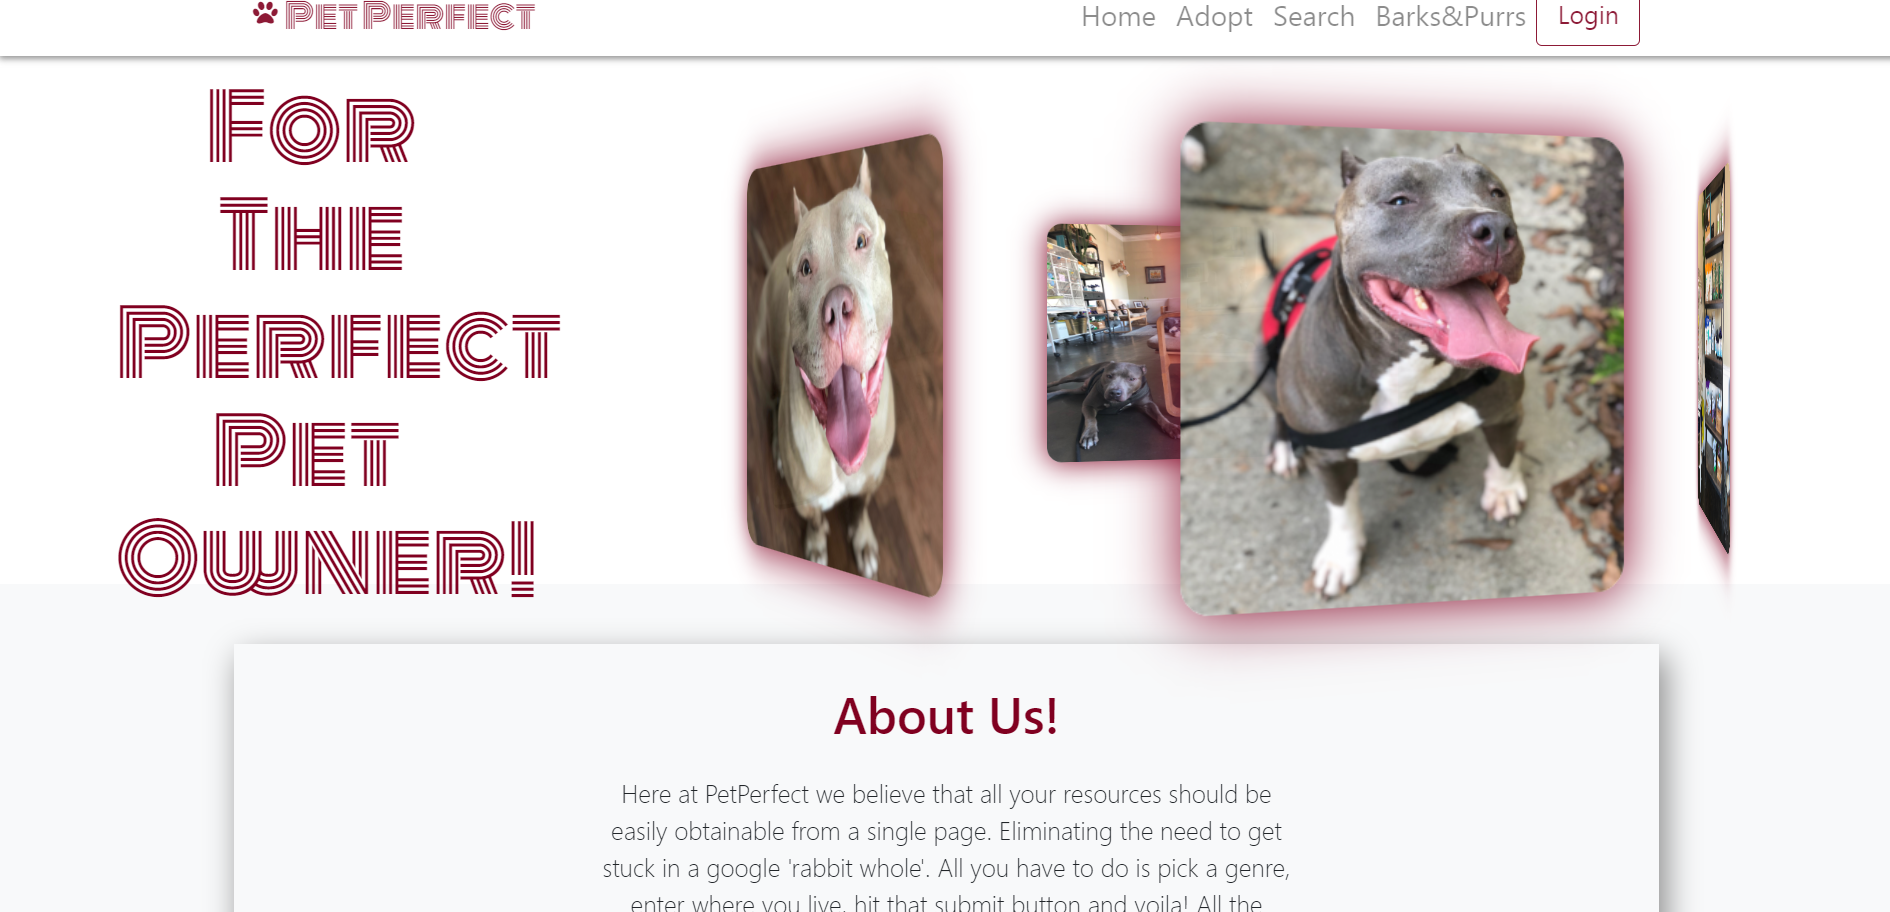 PetPerfect
Home Adopt Search Barks&Purrs Login
For
The
Perfect
Pet
Owner!
About Us!
Here at PetPerfect we believe that all your resources should be
easily obtainable from a single page. Eliminating the need to get
stuck in a google 'rabbit whole'. All you have to do is pick a genre,
enter where you live, hit that submit button and voila! All the